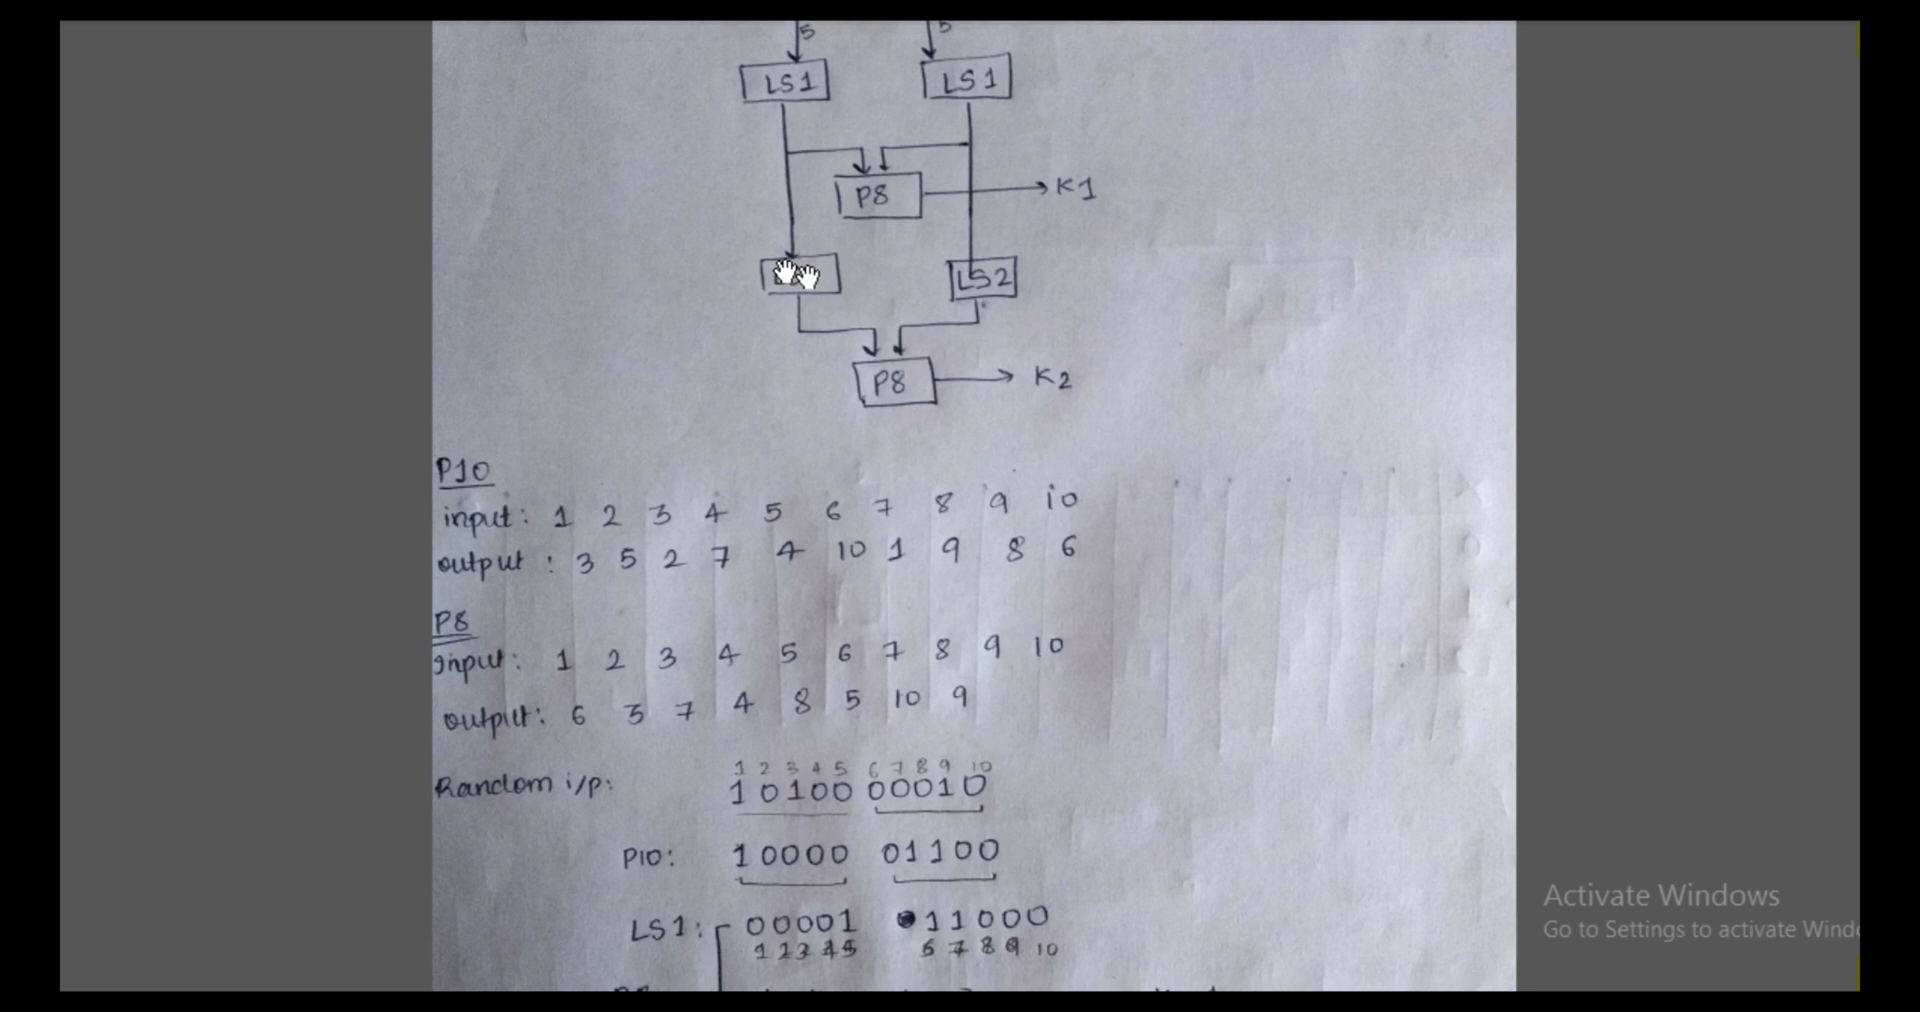 5 5
LS1 LS1
P8 → K1
LS2
P8 → K2
P10
input: 1 2 3 4 5 6 7 8 9 10
output : 3 5 2 7 4 10 1 9 8 6
P8
Input: 1 2 3 4 5 6 7 8 9 10
output: 6 3 7 4 8 5 10 9
1 2 3 4 5 6 7 8 9 10
Random i/p: 10100 00010
P10: 10000 01100
LS1: 00001 11000
1 2 3 4 5 6 7 8 9 10
Activate Windows
Go to Settings to activate Wind